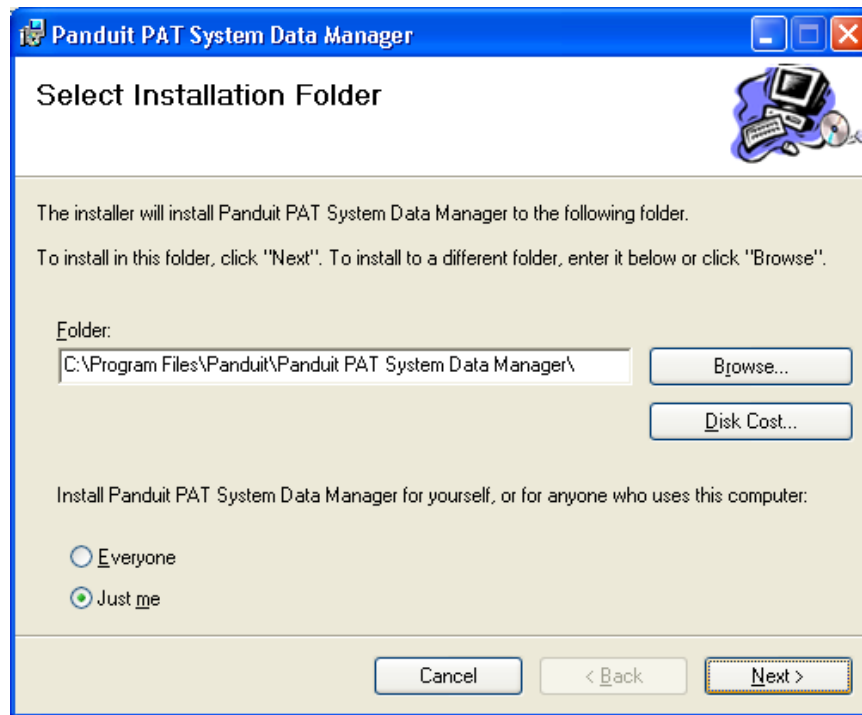 Panduit PAT System Data Manager
Select Installation Folder
The installer will install Panduit PAT System Data Manager to the following folder.
To install in this folder, click "Next". To install to a different folder, enter it below or click "Browse".
Folder:
C:\Program Files\Panduit\Panduit PAT System Data Manager\
Browse...
Disk Cost...
Install Panduit PAT System Data Manager for yourself, or for anyone who uses this computer:
Everyone
Just me
Cancel
< Back
Next >